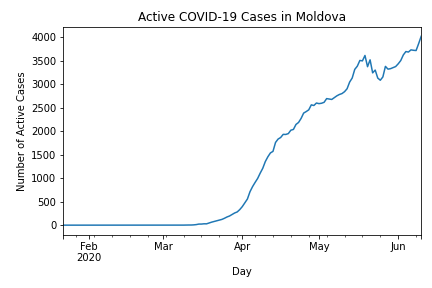 Active COVID-19 Cases in Moldova
Number of Active Cases
4000
3500
3000
2500
2000
1500
1000
500
0
Feb
2020
Mar
Apr
May
Jun
Day